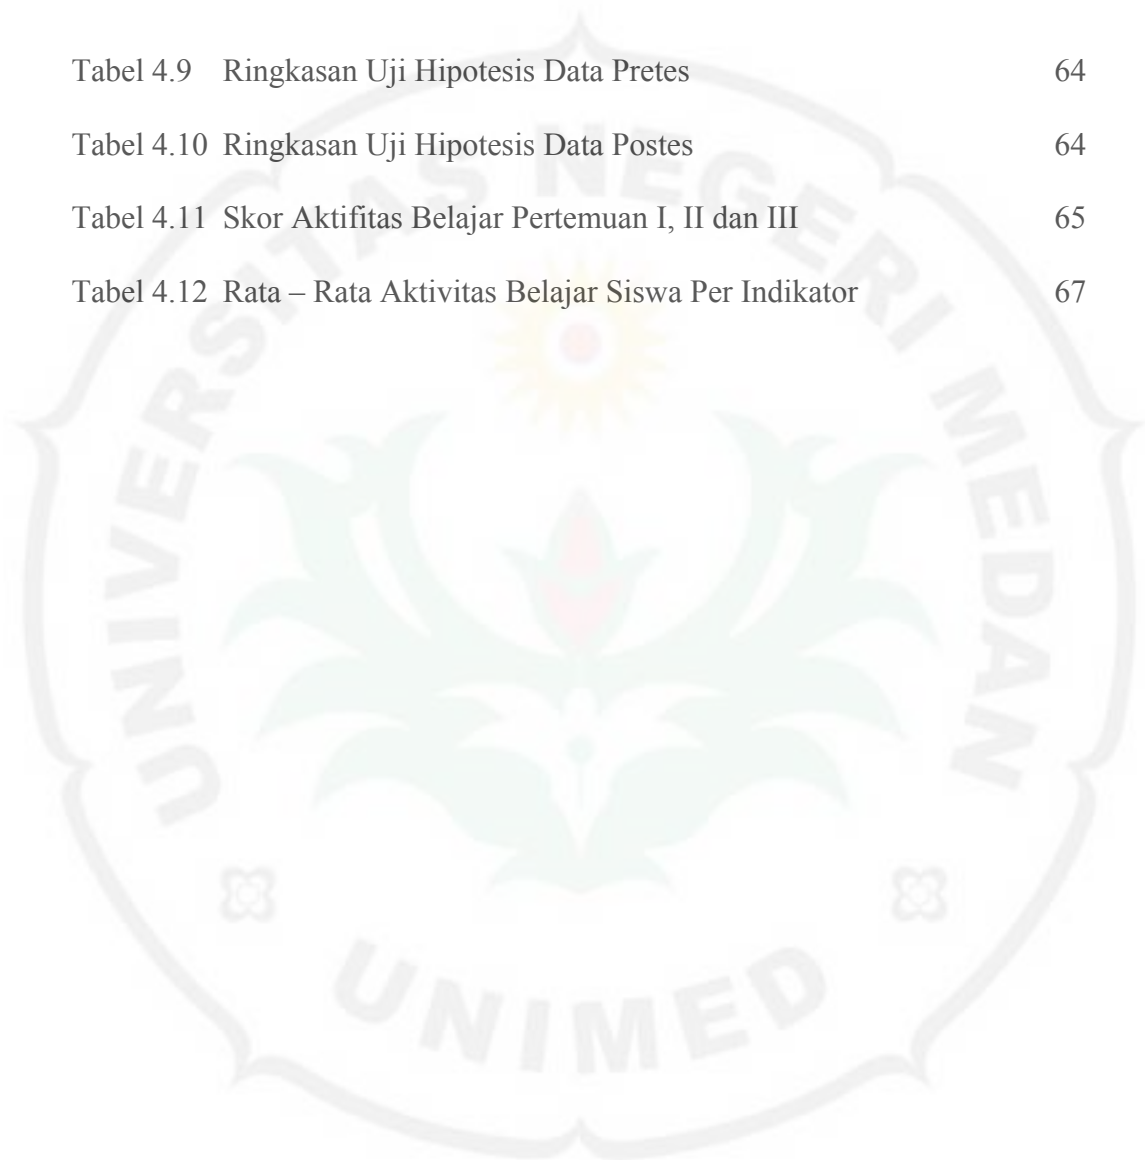 Tabel 4.9 Ringkasan Uji Hipotesis Data Pretes 64
Tabel 4.10 Ringkasan Uji Hipotesis Data Postes 64
Tabel 4.11 Skor Aktifitas Belajar Pertemuan I, II dan III 65
Tabel 4.12 Rata – Rata Aktivitas Belajar Siswa Per Indikator 67
UNIVERSITAS NEGERI MEDAN
UNIMED